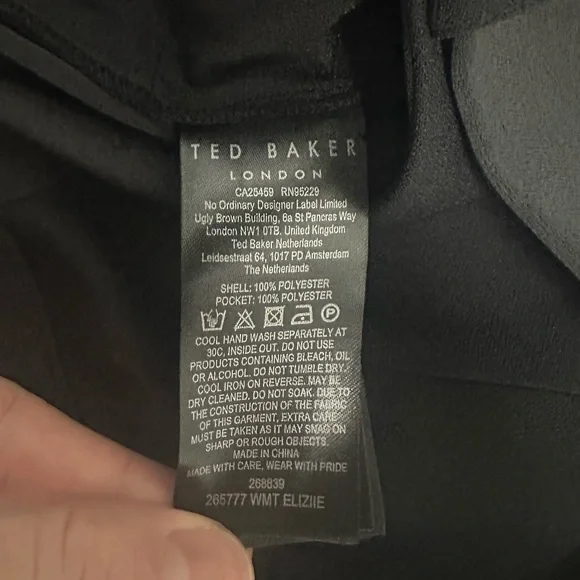 TED BAKER
LONDON
CA25459 RN95229
No Ordinary Designer Label Limited
Ugly Brown Building, 6a St Pancras Way
London NW1 0TB. United Kingdom
Ted Baker Netherlands
Leidsestraat 64, 1017 PD Amsterdam
The Netherlands
SHELL: 100% POLYESTER
POCKET: 100% POLYESTER
COOL HAND WASH SEPARATELY AT
30C, INSIDE OUT. DO NOT USE
PRODUCTS CONTAINING BLEACH, OIL
OR ALCOHOL. DO NOT TUMBLE DRY.
COOL IRON ON REVERSE. MAY BE
DRY CLEANED. DO NOT SOAK. DUE TO
THE CONSTRUCTION OF THE FABRIC
OF THIS GARMENT, EXTRA CARE
MUST BE TAKEN AS IT MAY SNAG ON
SHARP OR ROUGH OBJECTS.
MADE IN CHINA
MADE WITH CARE, WEAR WITH PRIDE
268839
265777 WMT ELIZIIE